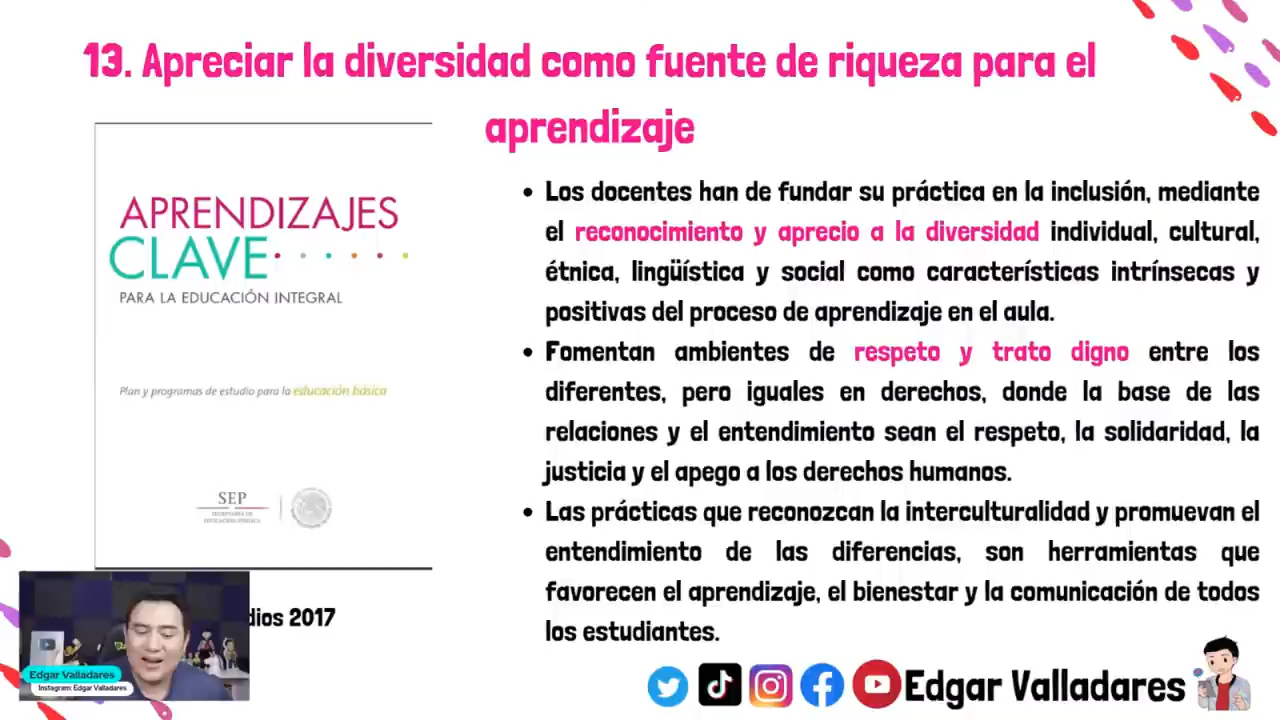 13. Apreciar la diversidad como fuente de riqueza para el
aprendizaje
APRENDIZAJES
CLAVE
PARA LA EDUCACIÓN INTEGRAL
Plan y programas de estudio para la educación básica
SEP
SECRETARÍA DE
EDUCACIÓN PÚBLICA
dios 2017
• Los docentes han de fundar su práctica en la inclusión, mediante
el reconocimiento y aprecio a la diversidad individual, cultural,
étnica, lingüística y social como características intrínsecas y
positivas del proceso de aprendizaje en el aula.
• Fomentan ambientes de respeto y trato digno entre los
diferentes, pero iguales en derechos, donde la base de las
relaciones y el entendimiento sean el respeto, la solidaridad, la
justicia y el apego a los derechos humanos.
• Las prácticas que reconozcan la interculturalidad y promuevan el
entendimiento de las diferencias, son herramientas que
favorecen el aprendizaje, el bienestar y la comunicación de todos
los estudiantes.
Edgar Valladares
Instagram: Edgar Valladares
Edgar Valladares